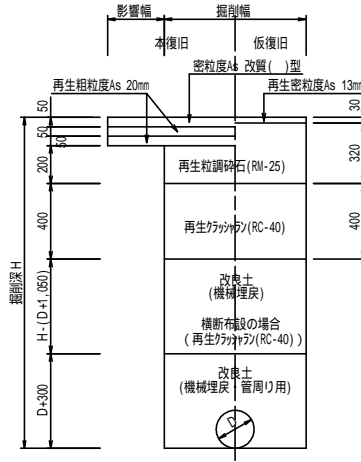 影響幅 掘削幅
本復旧 仮復旧
密粒度As 改質( )型
再生粗粒度As 20mm 再生密粒度As 13mm
50
50
50
200
400
H-(D+1,050)
D+300
掘削深H
30
320
400
再生粒調砕石(RM-25)
再生クラッシャラン(RC-40)
改良土
(機械埋戻)
横断布設の場合
(再生クラッシャラン(RC-40))
改良土
(機械埋戻・管周り用)
D